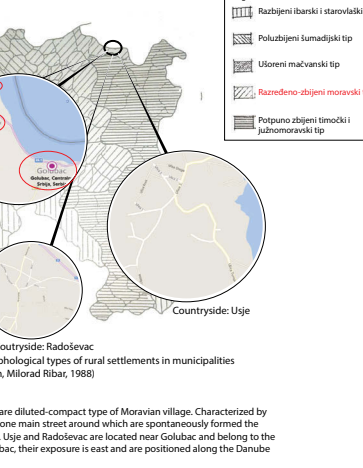 Razbijeni ibarski i starovlaški
Poluzbijeni šumadijski tip
Ušoreni mačvanski tip
Razređeno-zbijeni moravski
Potpuno zbijeni timočki i
južnomoravski tip
Golubac
Golubac, Centralna
Srbija, Serbia
Countryside: Usje
outryside: Radoševac
phological types of rural settlements in municipalities
n, Milorad Ribar, 1988)
are diluted-compact type of Moravian village. Characterized by
one main street around which are spontaneously formed the
. Usje and Radoševac are located near Golubac and belong to the
bac, their exposure is east and are positioned along the Danube